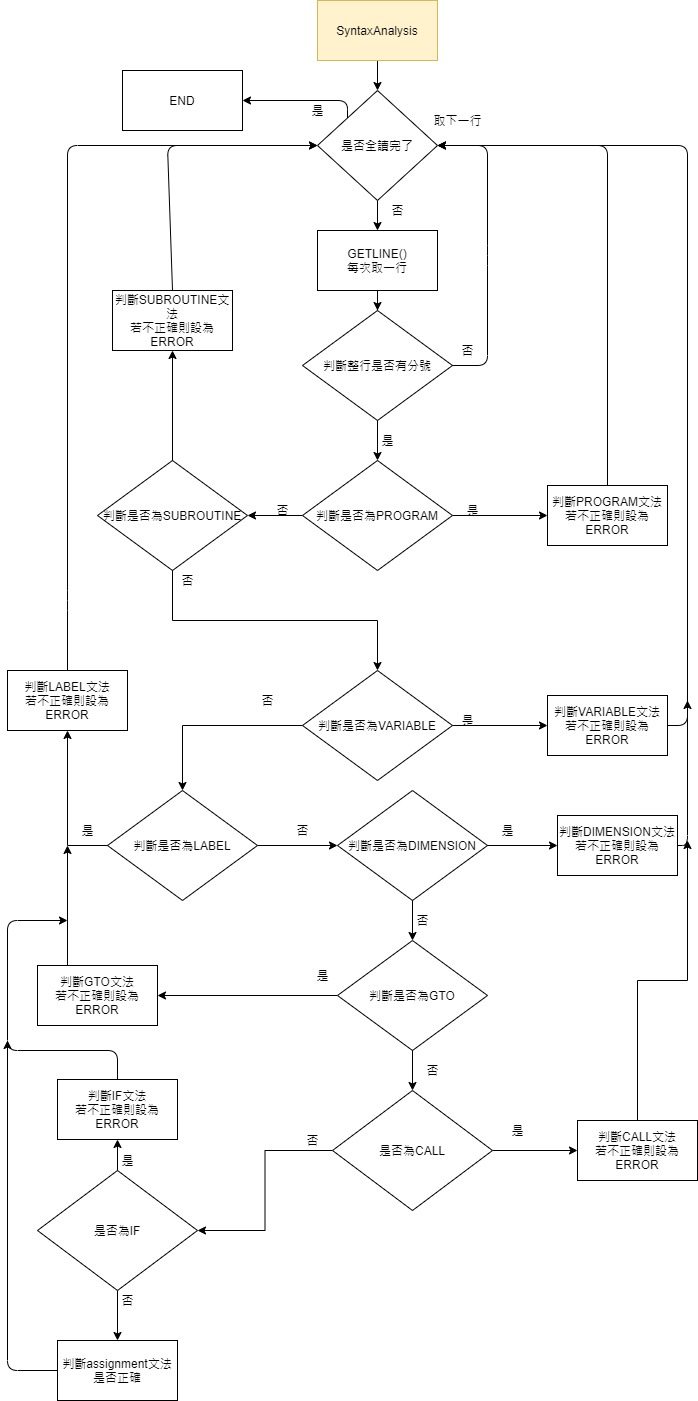 SyntaxAnalysis
END
是
取下一行
是否全讀完了
否
GETLINE()
每次取一行
判斷SUBROUTINE文
法
若不正確則設為
ERROR
否
判斷整行是否有分號
是
判斷是否為SUBROUTINE
否
判斷是否為PROGRAM
是
判斷PROGRAM文法
若不正確則設為
ERROR
否
判斷LABEL文法
若不正確則設為
ERROR
否
判斷是否為VARIABLE
是
判斷VARIABLE文法
若不正確則設為
ERROR
是
判斷是否為LABEL
否
判斷是否為DIMENSION
是
判斷DIMENSION文法
若不正確則設為
ERROR
否
判斷GTO文法
若不正確則設為
ERROR
是
判斷是否為GTO
否
判斷IF文法
若不正確則設為
ERROR
否
是否為CALL
是
判斷CALL文法
若不正確則設為
ERROR
是
是否為IF
否
判斷assignment文法
是否正確